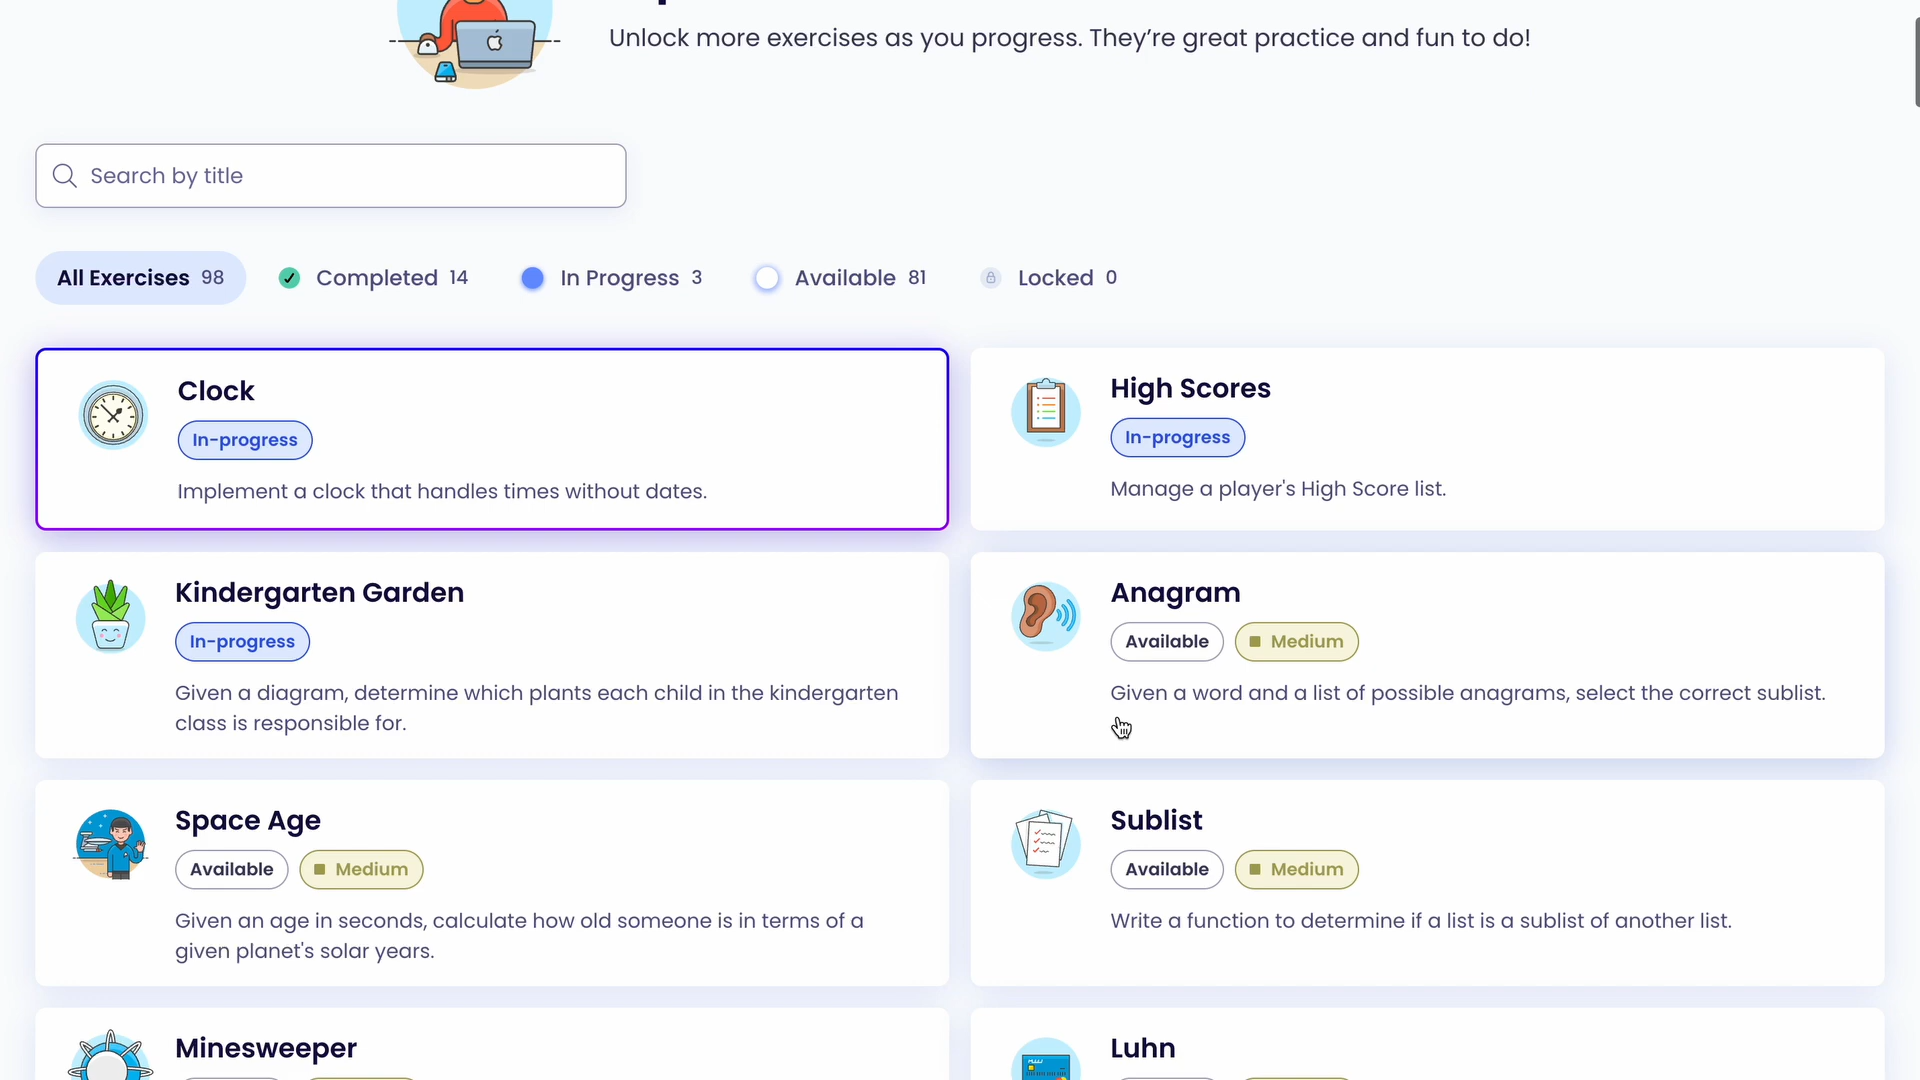 Unlock more exercises as you progress. They’re great practice and fun to do!
Search by title
All Exercises 98
Completed 14
In Progress 3
Available 81
Locked 0
Clock
In-progress
Implement a clock that handles times without dates.
High Scores
In-progress
Manage a player's High Score list.
Kindergarten Garden
In-progress
Given a diagram, determine which plants each child in the kindergarten
class is responsible for.
Anagram
Available
Medium
Given a word and a list of possible anagrams, select the correct sublist.
Space Age
Available
Medium
Given an age in seconds, calculate how old someone is in terms of a
given planet's solar years.
Sublist
Available
Medium
Write a function to determine if a list is a sublist of another list.
Minesweeper
Luhn